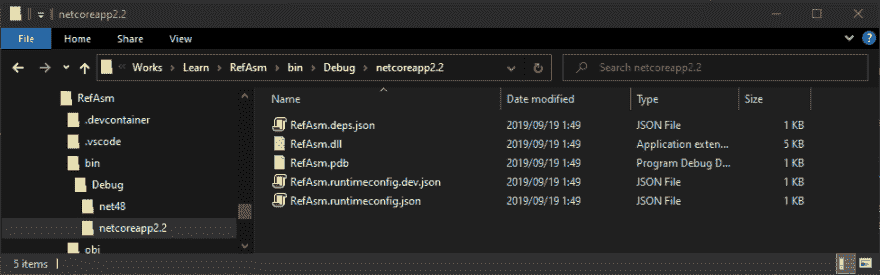 netcoreapp2.2
File Home Share View
Works Learn RefAsm bin Debug netcoreapp2.2 Search netcoreapp2.2
RefAsm
.devcontainer
.vscode
bin
Debug
net48
netcoreapp2.2
obj
Name Date modified Type Size
RefAsm.deps.json 2019/09/19 1:49 JSON File 1 KB
RefAsm.dll 2019/09/19 1:49 Application exten... 5 KB
RefAsm.pdb 2019/09/19 1:49 Program Debug D... 1 KB
RefAsm.runtimeconfig.dev.json 2019/09/19 1:49 JSON File 1 KB
RefAsm.runtimeconfig.json 2019/09/19 1:49 JSON File 1 KB
5 items